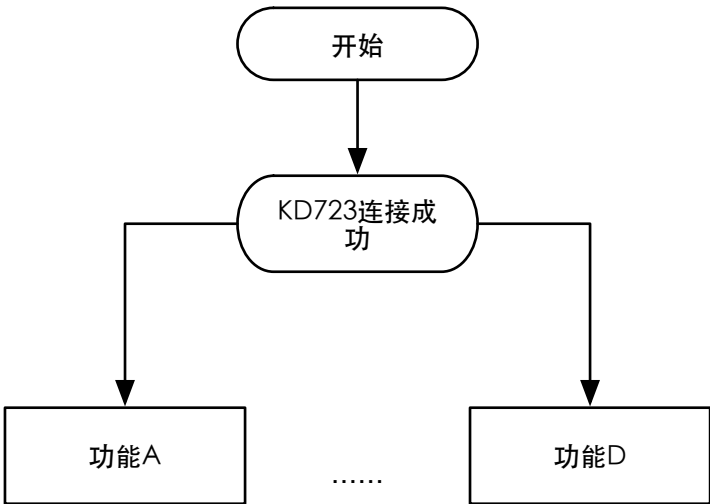 开始
KD723连接成
功
功能A
......
功能D